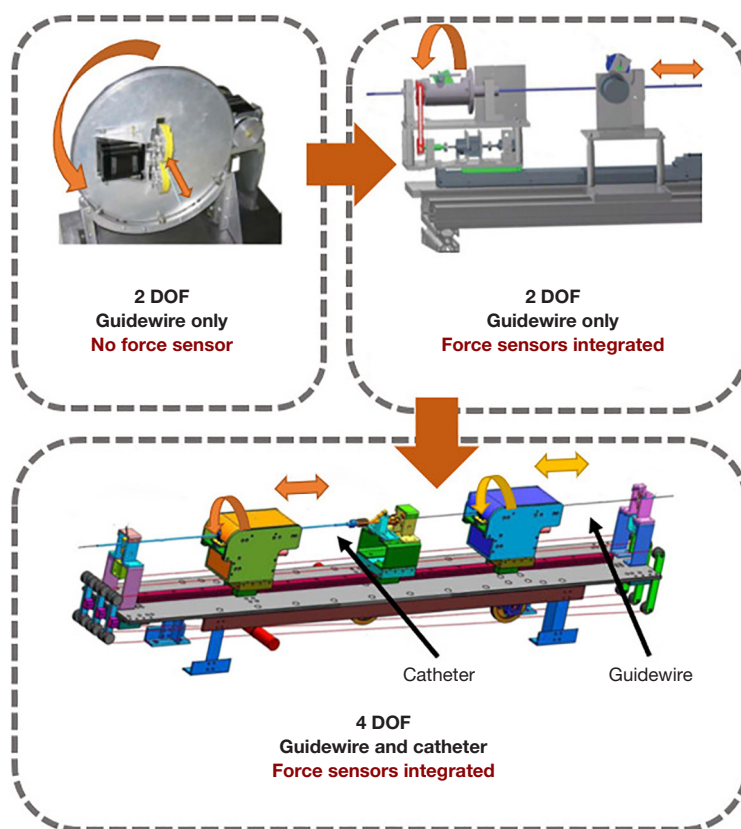 2 DOF
Guidewire only
No force sensor
2 DOF
Guidewire only
Force sensors integrated
Catheter
Guidewire
4 DOF
Guidewire and catheter
Force sensors integrated